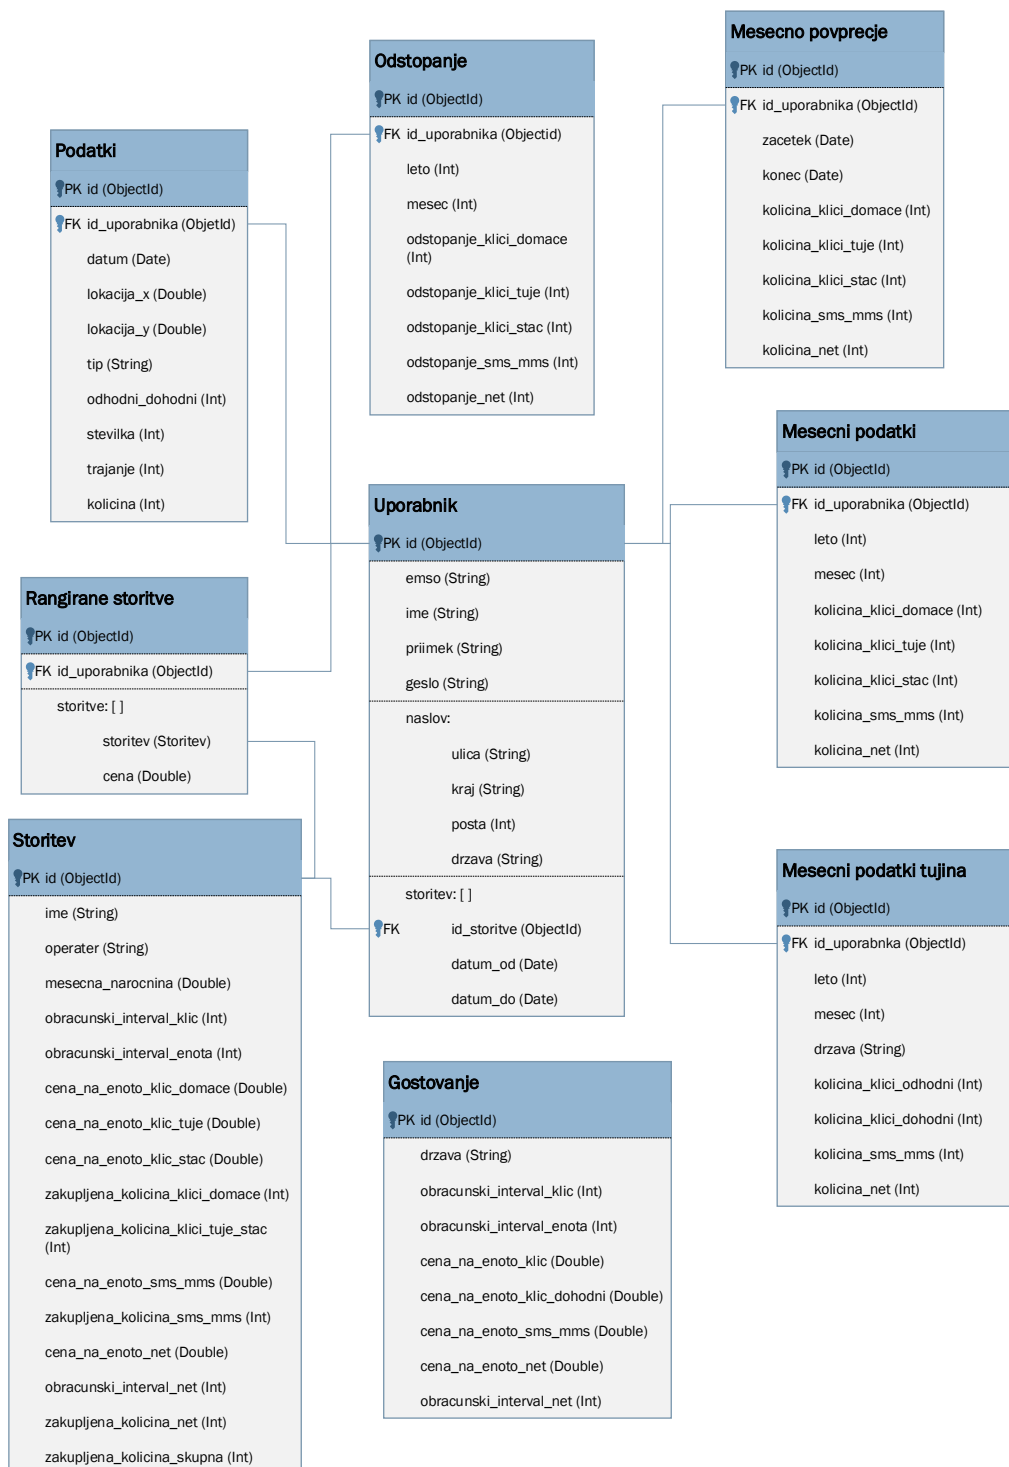 Podatki
PK id (ObjectId)
FK id_uporabnika (ObjetId)
datum (Date)
lokacija_x (Double)
lokacija_y (Double)
tip (String)
odhodni_dohodni (Int)
stevilka (Int)
trajanje (Int)
kolicina (Int)
Odstopanje
PK id (ObjectId)
FK id_uporabnika (Objectid)
leto (Int)
mesec (Int)
odstopanje_klici_domace
(Int)
odstopanje_klici_tuje (Int)
odstopanje_klici_stac (Int)
odstopanje_sms_mms (Int)
odstopanje_net (Int)
Mesecno povprecje
PK id (ObjectId)
FK id_uporabnika (ObjectId)
zacetek (Date)
konec (Date)
kolicina_klici_domace (Int)
kolicina_klici_tuje (Int)
kolicina_klici_stac (Int)
kolicina_sms_mms (Int)
kolicina_net (Int)
Rangirane storitve
PK id (ObjectId)
FK id_uporabnika (ObjectId)
storitve: [ ]
storitev (Storitev)
cena (Double)
Uporabnik
PK id (ObjectId)
emso (String)
ime (String)
priimek (String)
geslo (String)
naslov:
ulica (String)
kraj (String)
posta (Int)
drzava (String)
storitev: [ ]
FK id_storitve (ObjectId)
datum_od (Date)
datum_do (Date)
Mesecni podatki
PK id (ObjectId)
FK id_uporabnika (ObjectId)
leto (Int)
mesec (Int)
kolicina_klici_domace (Int)
kolicina_klici_tuje (Int)
kolicina_klici_stac (Int)
kolicina_sms_mms (Int)
kolicina_net (Int)
Storitev
PK id (ObjectId)
ime (String)
operater (String)
mesecna_narocnina (Double)
obracunski_interval_klic (Int)
obracunski_interval_enota (Int)
cena_na_enoto_klic_domace (Double)
cena_na_enoto_klic_tuje (Double)
cena_na_enoto_klic_stac (Double)
zakupljena_kolicina_klici_domace (Int)
zakupljena_kolicina_klici_tuje_stac
(Int)
cena_na_enoto_sms_mms (Double)
zakupljena_kolicina_sms_mms (Int)
cena_na_enoto_net (Double)
obracunski_interval_net (Int)
zakupljena_kolicina_net (Int)
zakupljena_kolicina_skupna (Int)
Gostovanje
PK id (ObjectId)
drzava (String)
obracunski_interval_klic (Int)
obracunski_interval_enota (Int)
cena_na_enoto_klic (Double)
cena_na_enoto_klic_dohodni (Double)
cena_na_enoto_sms_mms (Double)
cena_na_enoto_net (Double)
obracunski_interval_net (Int)
Mesecni podatki tujina
PK id (ObjectId)
FK id_uporabnka (ObjectId)
leto (Int)
mesec (Int)
drzava (String)
kolicina_klici_odhodni (Int)
kolicina_klici_dohodni (Int)
kolicina_sms_mms (Int)
kolicina_net (Int)